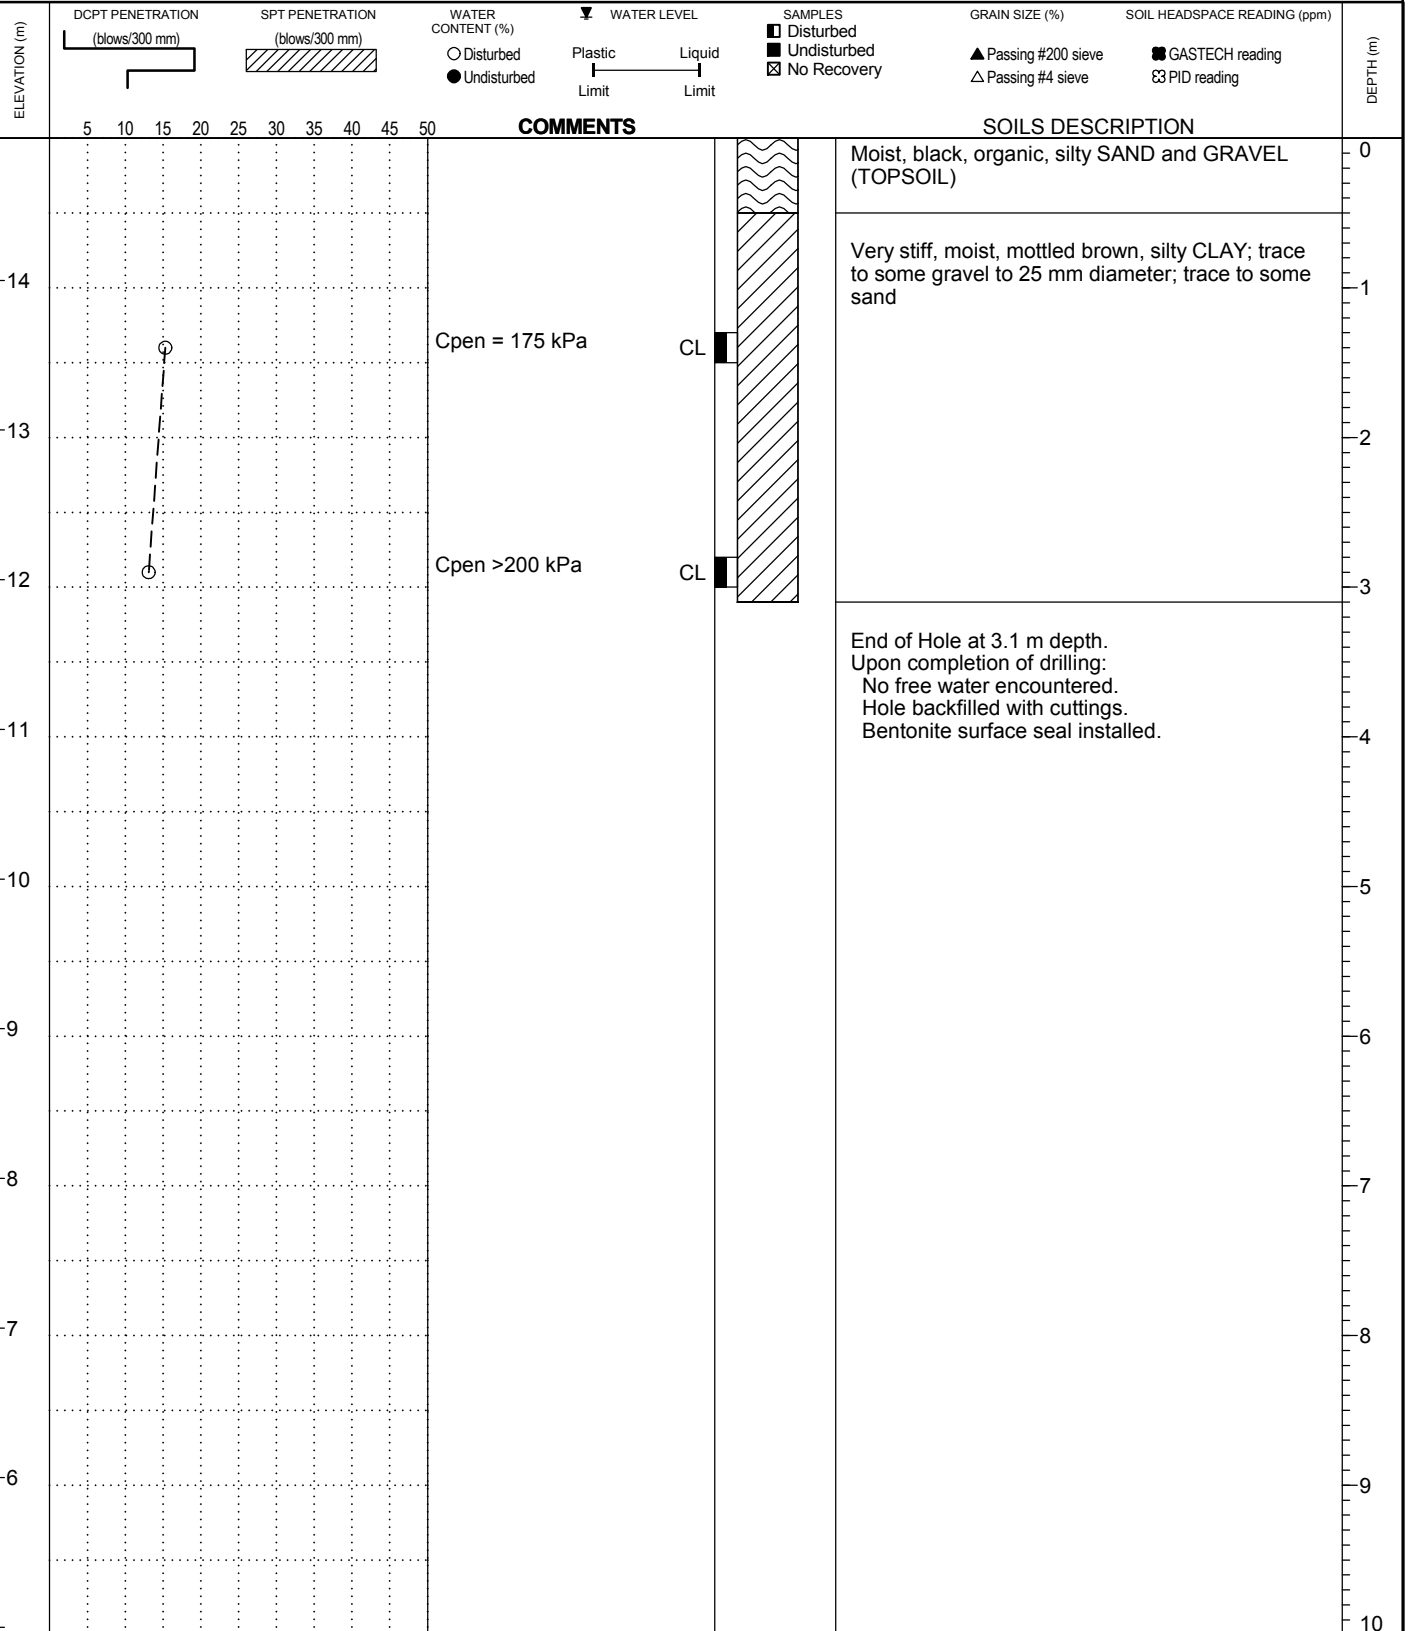 ELEVATION (m)
DCPT PENETRATION
(blows/300 mm)
SPT PENETRATION
(blows/300 mm)
WATER
CONTENT (%)
Disturbed
Undisturbed
WATER LEVEL
Plastic Liquid
Limit Limit
SAMPLES
Disturbed
Undisturbed
No Recovery
GRAIN SIZE (%)
Passing #200 sieve
Passing #4 sieve
SOIL HEADSPACE READING (ppm)
GASTECH reading
PID reading
DEPTH (m)
5 10 15 20 25 30 35 40 45 50
COMMENTS
SOILS DESCRIPTION
Moist, black, organic, silty SAND and GRAVEL
(TOPSOIL)
0
Very stiff, moist, mottled brown, silty CLAY; trace
to some gravel to 25 mm diameter; trace to some
sand
14
1
Cpen = 175 kPa CL
13
2
Cpen >200 kPa CL
12
3
End of Hole at 3.1 m depth.
Upon completion of drilling:
No free water encountered.
Hole backfilled with cuttings.
Bentonite surface seal installed.
11
4
10
5
9
6
8
7
7
8
6
9
10